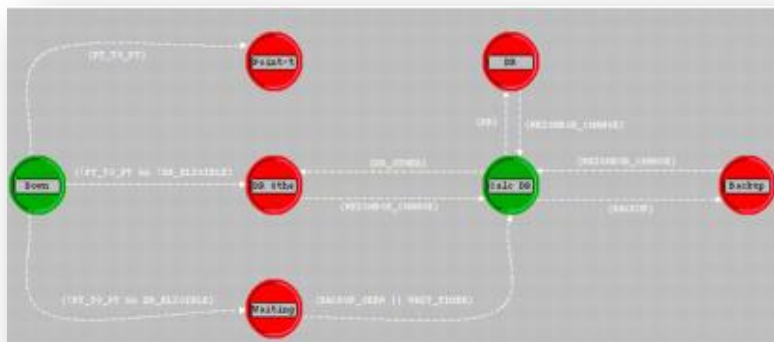 Point-t
DR
(PT_TO_PT)
(DR)
(NEIGHBOR_CHANGE)
(!PT_TO_PT && !DR_ELIGIBLE)
(DR_OTHER)
(NEIGHBOR_CHANGE)
Down
DR Othe
Calc DR
Backup
(NEIGHBOR_CHANGE)
(BACKUP)
(!PT_TO_PT && DR_ELIGIBLE)
(BACKUP_SEEN || WAIT_TIMER)
Waiting